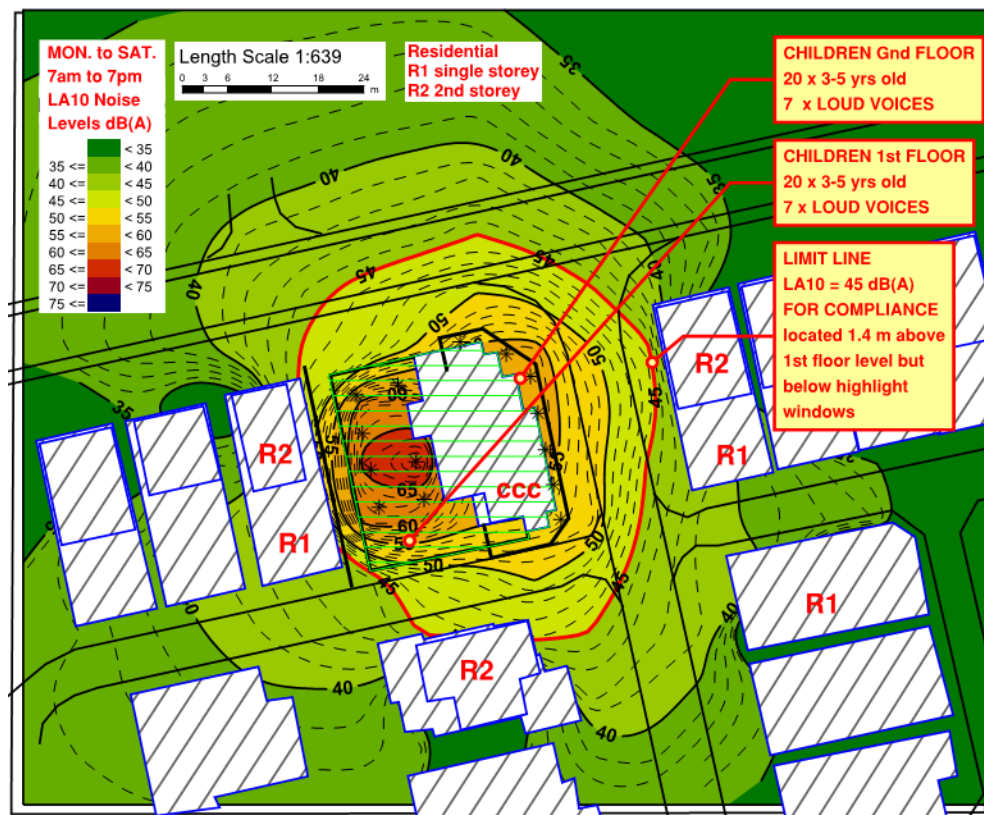 MON. to SAT.
7am to 7pm
LA10 Noise
Levels dB(A)
< 35
35 <= < 40
40 <= < 45
45 <= < 50
50 <= < 55
55 <= < 60
60 <= < 65
65 <= < 70
70 <= < 75
75 <=
Length Scale 1:639
0 3 6 12 18 24
m
Residential
R1 single storey
R2 2nd storey
CHILDREN Gnd FLOOR
20 x 3-5 yrs old
7 x LOUD VOICES
CHILDREN 1st FLOOR
20 x 3-5 yrs old
7 x LOUD VOICES
LIMIT LINE
LA10 = 45 dB(A)
FOR COMPLIANCE
located 1.4 m above
1st floor level but
below highlight
windows
35
40
40
35
45
45
40
40
50
50
R2
45
R1
35
R2
R1
55
65
60
ccc
50
50
45
45
R1
40
40
R2
40